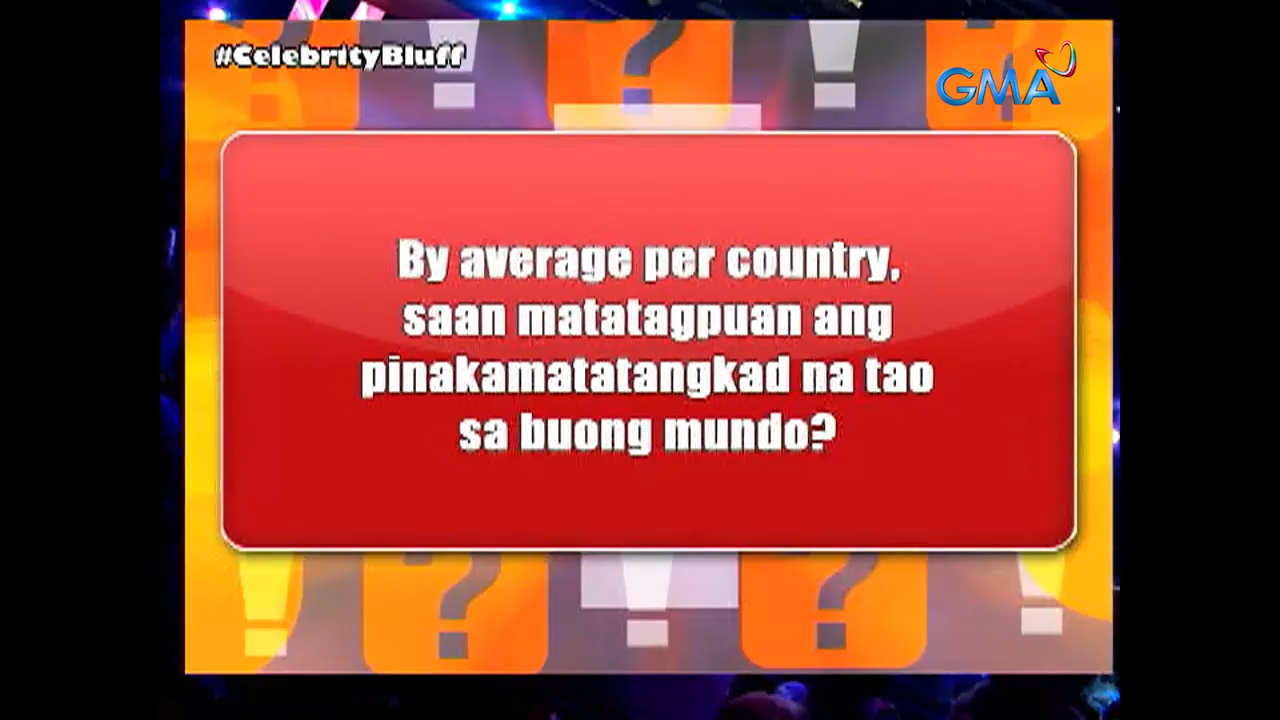 #CelebrityBluff
GMA
By average per country,
saan matatagpuan ang
pinakamatatangkad na tao
sa buong mundo?